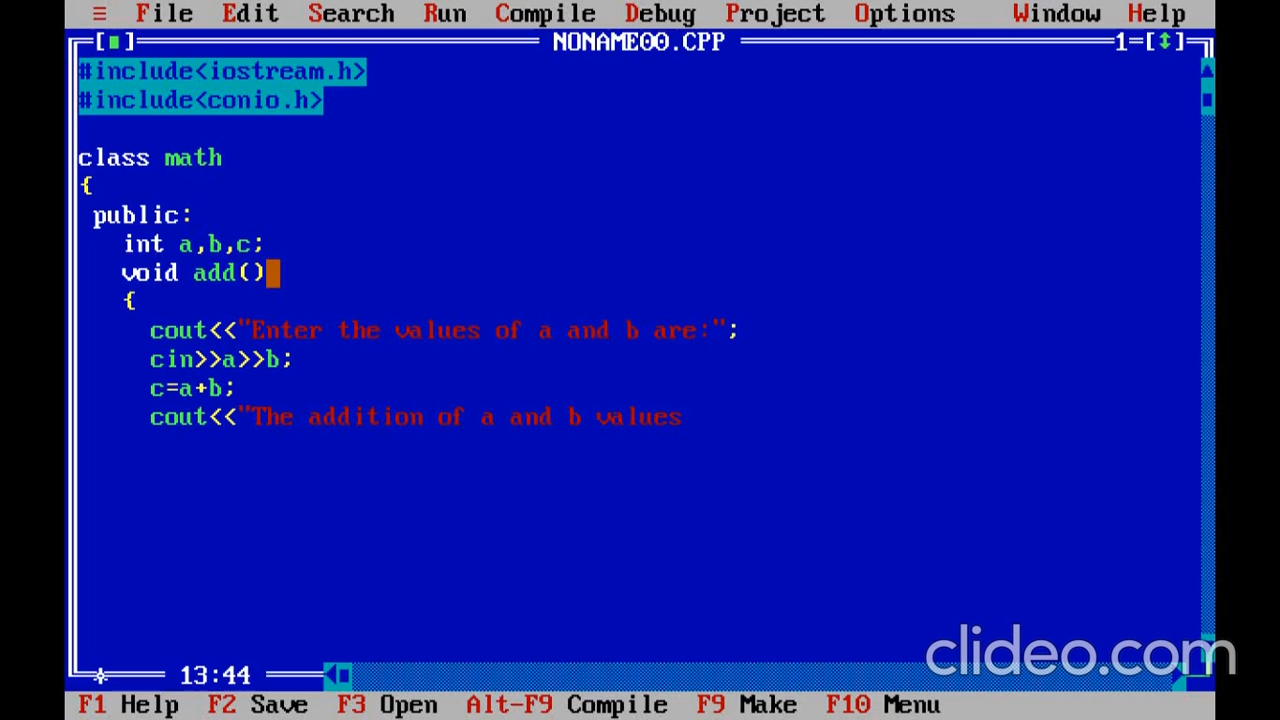 ≡ File Edit Search Run Compile Debug Project Options Window Help
[■] NONAME00.CPP 1=[↕]
#include<iostream.h>
#include<conio.h>
class math
{
public:
int a,b,c;
void add()
{
cout<<"Enter the values of a and b are:";
cin>>a>>b;
c=a+b;
cout<<"The addition of a and b values
clideo.com
13:44
F1 Help F2 Save F3 Open Alt-F9 Compile F9 Make F10 Menu